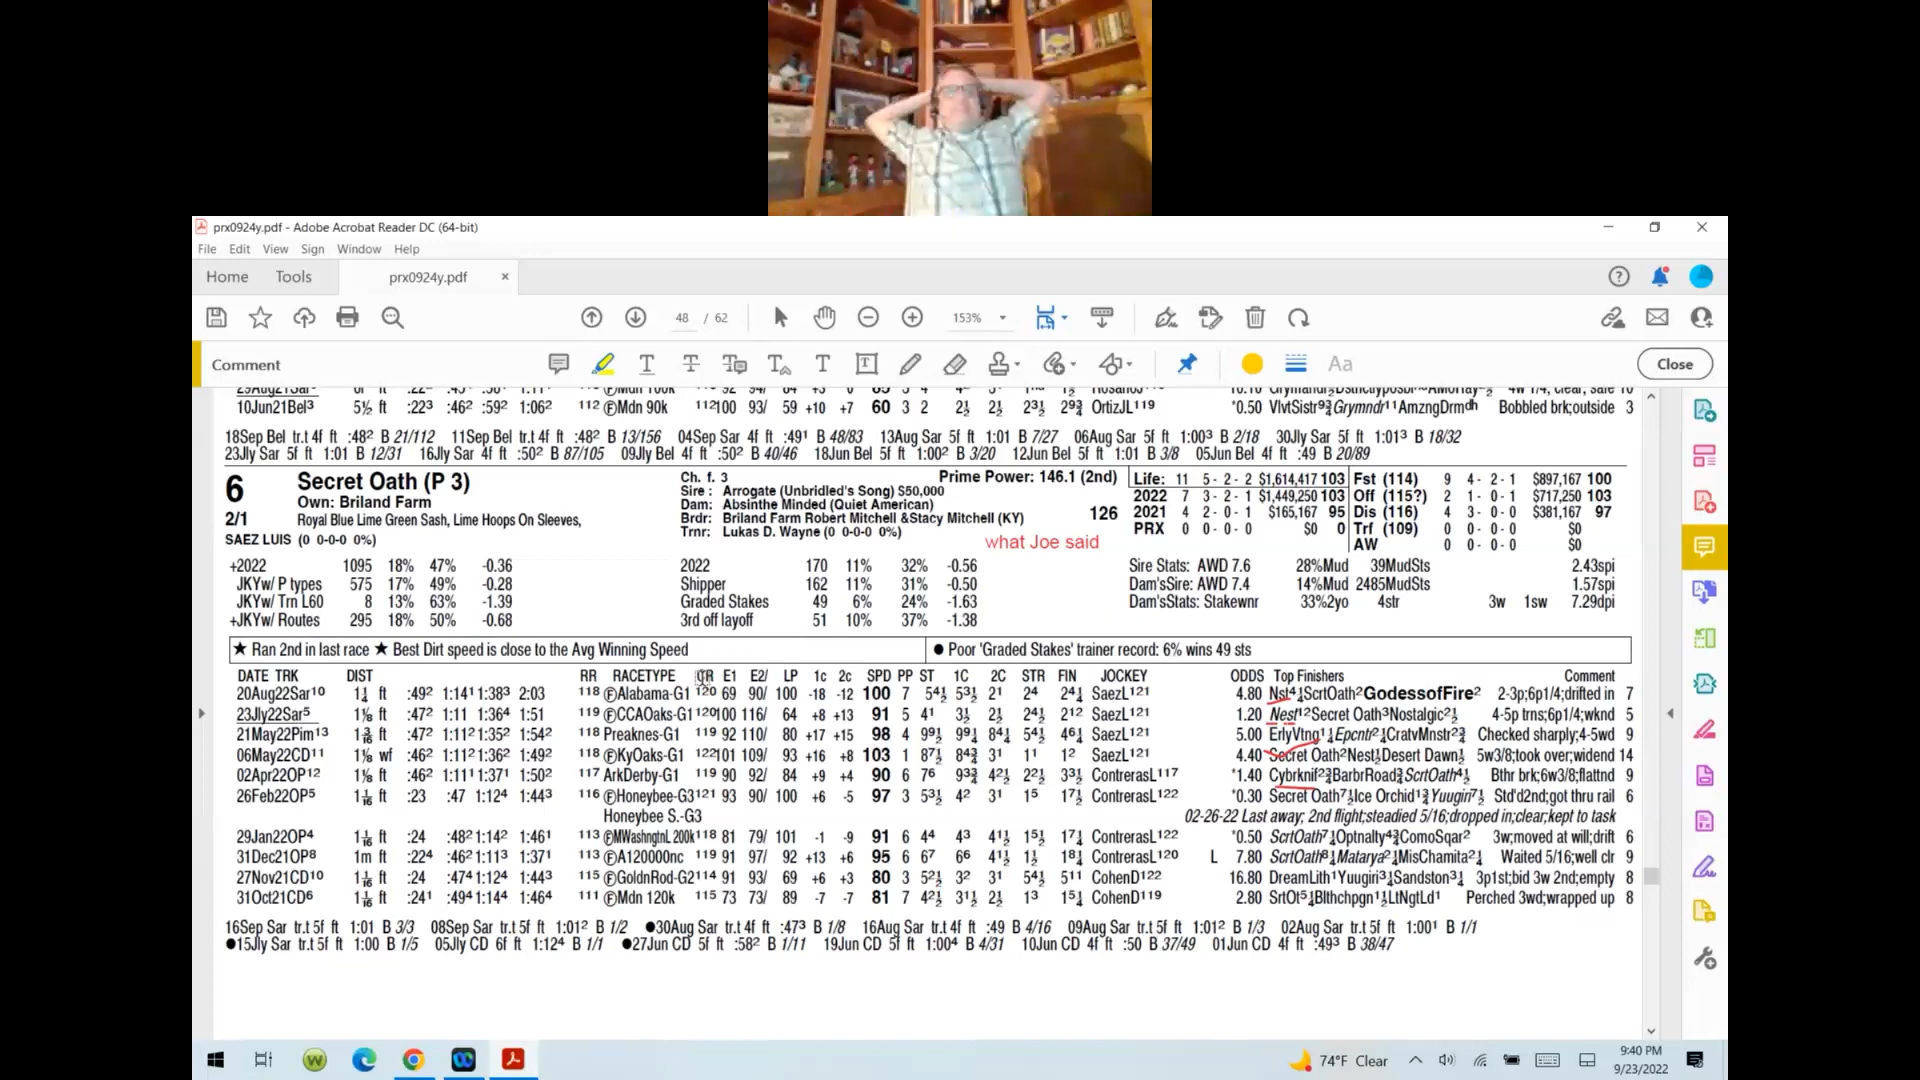 prx0924y.pdf - Adobe Acrobat Reader DC (64-bit)
File Edit View Sign Window Help
Home Tools prx0924y.pdf ×
48 / 62 153%
Comment Close
10Jun21Bel3 5½ ft :223 :462 :592 1:062 112 ⒻMdn 90k 112100 93/ 59 +10 +7 60 3 2 2½ 2½ 23½ 29¾ OrtizJL119 *0.50 VlvtSistr9¾Grymndr11AmzngDrmdh Bobbled brk;outside 3
18Sep Bel tr.t 4f ft :482 B 21/112 11Sep Bel tr.t 4f ft :482 B 13/156 04Sep Sar 4f ft :491 B 48/83 13Aug Sar 5f ft 1:01 B 7/27 06Aug Sar 5f ft 1:003 B 2/18 30Jly Sar 5f ft 1:013 B 18/32
23Jly Sar 5f ft 1:01 B 12/31 16Jly Sar 4f ft :502 B 87/105 09Jly Bel 4f ft :502 B 40/46 18Jun Bel 5f ft 1:002 B 3/20 12Jun Bel 5f ft 1:01 B 3/8 05Jun Bel 4f ft :49 B 20/89
6 Secret Oath (P 3)
Own: Briland Farm
2/1 Royal Blue Lime Green Sash, Lime Hoops On Sleeves,
SAEZ LUIS (0 0-0-0 0%)
Ch. f. 3 Prime Power: 146.1 (2nd)
Sire : Arrogate (Unbridled's Song) $50,000
Dam: Absinthe Minded (Quiet American)
Brdr: Briland Farm Robert Mitchell &Stacy Mitchell (KY) 126
Trnr: Lukas D. Wayne (0 0-0-0 0%)
what Joe said
Life: 11 5 - 2 - 2 $1,614,417 103 Fst (114) 9 4 - 2 - 1 $897,167 100
2022 7 3 - 2 - 1 $1,449,250 103 Off (115?) 2 1 - 0 - 1 $717,250 103
2021 4 2 - 0 - 1 $165,167 95 Dis (116) 4 3 - 0 - 0 $381,167 97
PRX 0 0 - 0 - 0 $0 0 Trf (109) 0 0 - 0 - 0 $0
AW 0 0 - 0 - 0 $0
+2022 1095 18% 47% -0.36 2022 170 11% 32% -0.56 Sire Stats: AWD 7.6 28%Mud 39MudSts 2.43spi
JKYw/ P types 575 17% 49% -0.28 Shipper 162 11% 31% -0.50 Dam'sSire: AWD 7.4 14%Mud 2485MudSts 1.57spi
JKYw/ Trn L60 8 13% 63% -1.39 Graded Stakes 49 6% 24% -1.63 Dam'sStats: Stakewnr 33%2yo 4str 3w 1sw 7.29dpi
+JKYw/ Routes 295 18% 50% -0.68 3rd off layoff 51 10% 37% -1.38
★ Ran 2nd in last race ★ Best Dirt speed is close to the Avg Winning Speed ● Poor 'Graded Stakes' trainer record: 6% wins 49 sts
DATE TRK DIST RR RACETYPE CR E1 E2/ LP 1c 2c SPD PP ST 1C 2C STR FIN JOCKEY ODDS Top Finishers Comment
20Aug22Sar10 1¼ ft :492 1:141 1:383 2:03 118 ⒻAlabama-G1 120 69 90/ 100 -18 -12 100 7 54½ 53½ 21 24 24¼ SaezL121 4.80 Nst4¼ScrtOath2GodessofFire2 2-3p;6p1/4;drifted in 7
23Jly22Sar5 1⅛ ft :472 1:11 1:364 1:51 119 ⒻCCAOaks-G1 120100 116/ 64 +8 +13 91 5 41 3½ 2½ 24½ 212 SaezL121 1.20 Nest12Secret Oath3Nostalgic2½ 4-5p trns;6p1/4;wknd 5
21May22Pim13 1 3/16 ft :472 1:112 1:352 1:542 118 Preaknes-G1 119 92 110/ 80 +17 +15 98 4 99½ 99¼ 84¼ 54½ 46¼ SaezL121 5.00 ErlyVtng1¼Epcntr2¼CratvMnstr2¾ Checked sharply;4-5wd 9
06May22CD11 1⅛ wf :462 1:112 1:362 1:492 118 ⒻKyOaks-G1 122101 109/ 93 +16 +8 103 1 87½ 84¾ 3½ 11 12 SaezL121 4.40 Secret Oath2Nest½Desert Dawn½ 5w3/8;took over;widend 14
02Apr22OP12 1⅛ ft :462 1:111 1:371 1:502 117 ArkDerby-G1 119 90 92/ 84 +9 +4 90 6 76 93¾ 42½ 22½ 33½ ContrerasL117 *1.40 Cybrknif2¾BarbrRoad¾ScrtOath4½ Bthr brk;6w3/8;flattnd 9
26Feb22OP5 1 1/16 ft :23 :47 1:124 1:443 116 ⒻHoneybee-G3121 93 90/ 100 +6 -5 97 3 53½ 42 31 15 17½ ContrerasL122 *0.30 Secret Oath7½Ice Orchid1¾Yuugiri7½ Std'd2nd;got thru rail 6
Honeybee S.-G3 02-26-22 Last away; 2nd flight;steadied 5/16;dropped in;clear;kept to task
29Jan22OP4 1 1/16 ft :24 :482 1:142 1:461 113 ⒻMWashngtnL 200k118 81 79/ 101 -1 -9 91 6 44 43 41½ 15½ 17¼ ContrerasL122 *0.50 ScrtOath7¼Optnalty4¾ComoSqar2 3w;moved at will;drift 6
31Dec21OP8 1m ft :224 :462 1:113 1:371 113 ⒻA120000nc 119 91 97/ 92 +13 +6 95 6 67 66 41½ 1½ 18¼ ContrerasL120 L 7.80 ScrtOath8¼Matarya2¼MisChamita2¼ Waited 5/16;well clr 9
27Nov21CD10 1 1/16 ft :24 :474 1:124 1:443 115 ⒻGoldnRod-G2114 91 93/ 69 +6 +3 80 3 52½ 32 31 54½ 511 CohenD122 16.80 DreamLith1Yuugiri3¼Sandston3¼ 3p1st;bid 3w 2nd;empty 8
31Oct21CD6 1 1/16 ft :241 :494 1:144 1:464 111 ⒻMdn 120k 115 73 73/ 89 -7 -7 81 7 42½ 31½ 2½ 13 15¼ CohenD119 2.80 SrtOt5¼Blthchpgn1½LtNgtLd1 Perched 3wd;wrapped up 8
16Sep Sar tr.t 5f ft 1:01 B 3/3 08Sep Sar tr.t 5f ft 1:012 B 1/2 ●30Aug Sar tr.t 4f ft :473 B 1/8 16Aug Sar tr.t 4f ft :49 B 4/16 09Aug Sar tr.t 5f ft 1:012 B 1/3 02Aug Sar tr.t 5f ft 1:001 B 1/1
●15Jly Sar tr.t 5f ft 1:00 B 1/5 05Jly CD 6f ft 1:124 B 1/1 ●27Jun CD 5f ft :582 B 1/11 19Jun CD 5f ft 1:004 B 4/31 10Jun CD 4f ft :50 B 37/49 01Jun CD 4f ft :493 B 38/47
74°F Clear
9:40 PM
9/23/2022